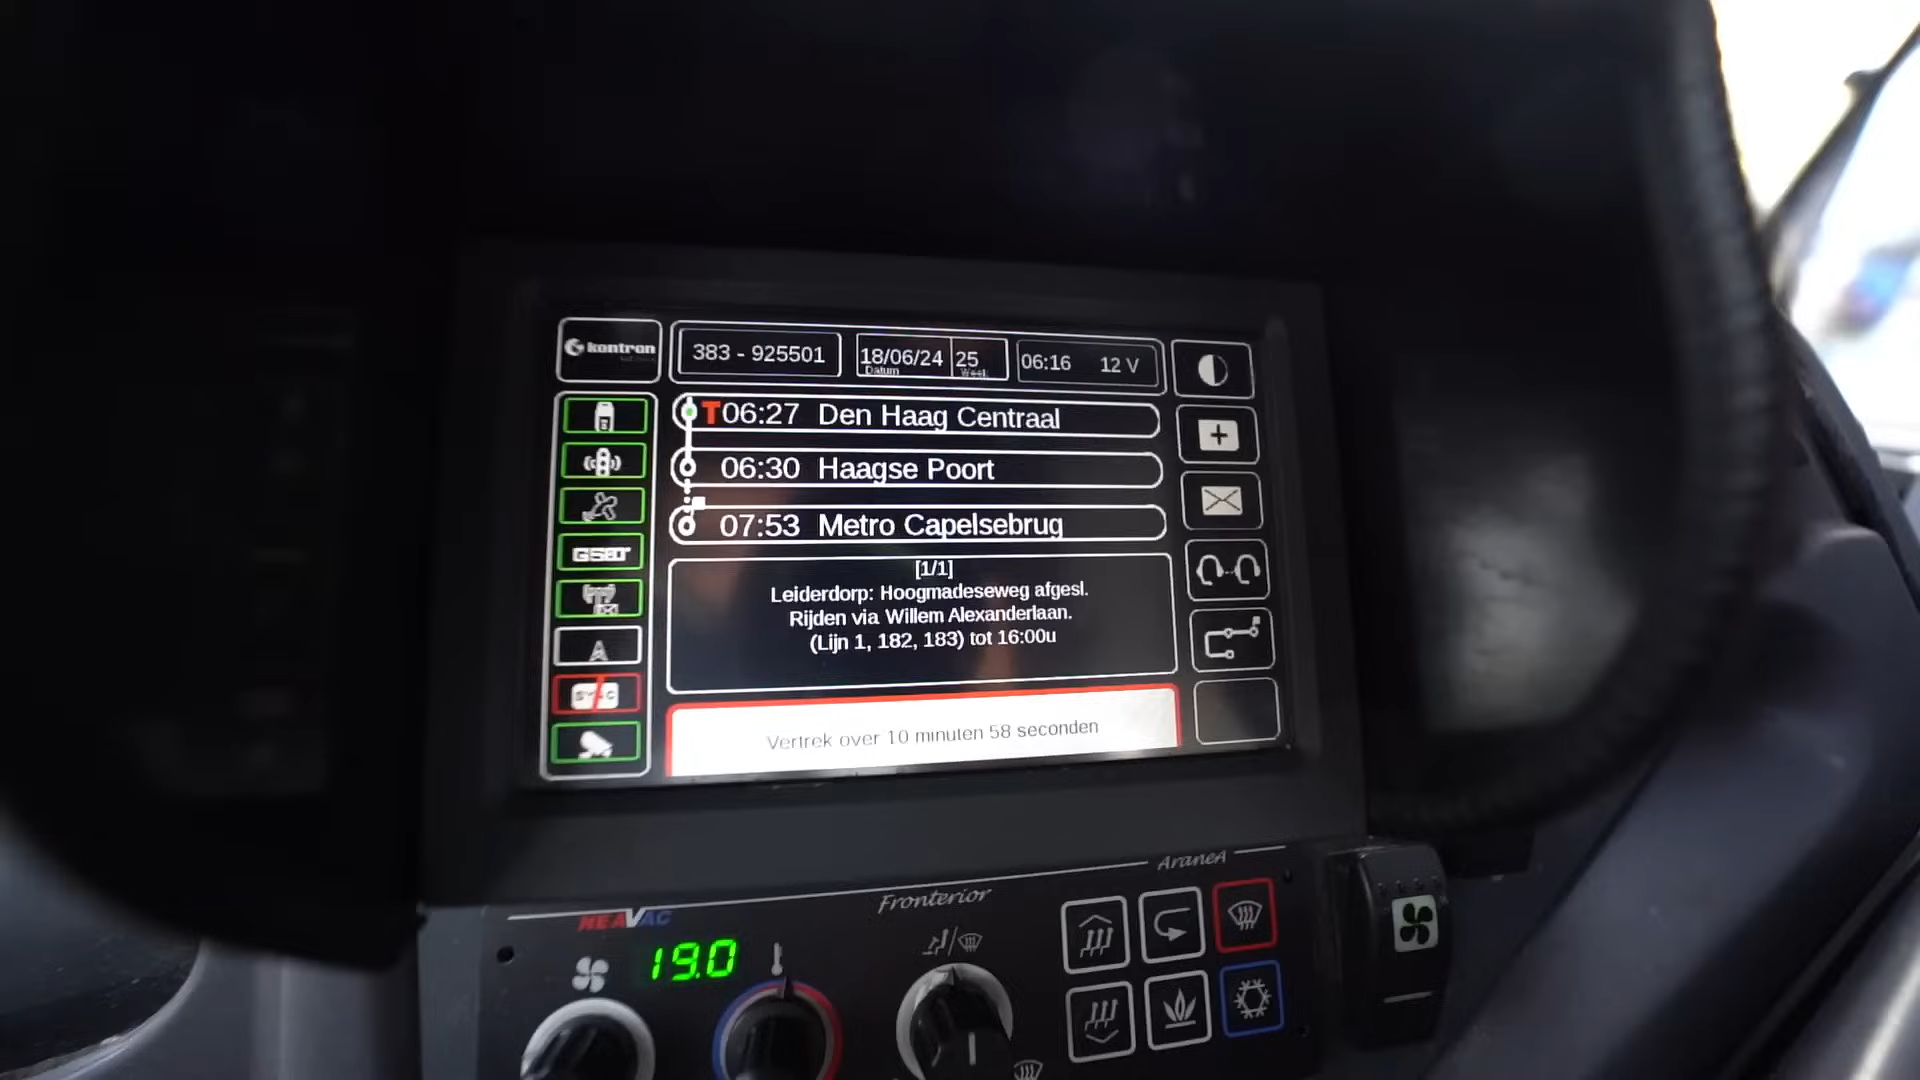 kontron
383 - 925501
18/06/24 25
Datum Week
06:16 12 V
T 06:27 Den Haag Centraal
06:30 Haagse Poort
07:53 Metro Capelsebrug
[1/1]
Leiderdorp: Hoogmadeseweg afgesl.
Rijden via Willem Alexanderlaan.
(Lijn 1, 182, 183) tot 16:00u
Vertrek over 10 minuten 58 seconden
SYNC
AraneA
Fronterior
HEAVAC
19.0